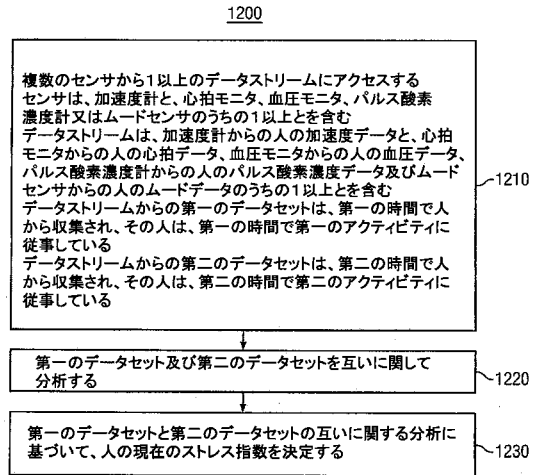 1200
複数のセンサから1以上のデータストリームにアクセスする
センサは、加速度計と、心拍モニタ、血圧モニタ、パルス酸素
濃度計又はムードセンサのうちの1以上とを含む
データストリームは、加速度計からの人の加速度データと、心拍
モニタからの人の心拍データ、血圧モニタからの人の血圧データ、
パルス酸素濃度計からの人のパルス酸素濃度データ及びムード
センサからの人のムードデータのうちの1以上とを含む
データストリームからの第一のデータセットは、第一の時間で人
から収集され、その人は、第一の時間で第一のアクティビティに
従事している
データストリームからの第二のデータセットは、第二の時間で人
から収集され、その人は、第二の時間で第二のアクティビティに
従事している
1210
第一のデータセット及び第二のデータセットを互いに関して
分析する
1220
第一のデータセットと第二のデータセットの互いに関する分析に
基づいて、人の現在のストレス指数を決定する
1230